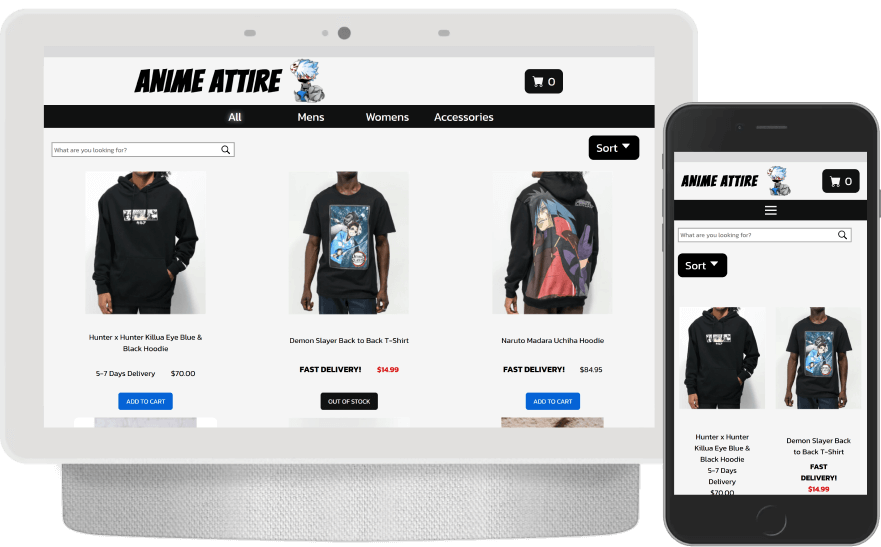 ANIME ATTIRE
0
All Mens Womens Accessories
What are you looking for?
Sort
Hunter x Hunter Killua Eye Blue &
Black Hoodie
5-7 Days Delivery $70.00
ADD TO CART
Demon Slayer Back to Back T-Shirt
FAST DELIVERY! $14.99
OUT OF STOCK
Naruto Madara Uchiha Hoodie
FAST DELIVERY! $84.95
ADD TO CART
ANIME ATTIRE
0
What are you looking for?
Sort
Hunter x Hunter
Killua Eye Blue &
Black Hoodie
5-7 Days
Delivery
$70.00
Demon Slayer Back
to Back T-Shirt
FAST
DELIVERY!
$14.99